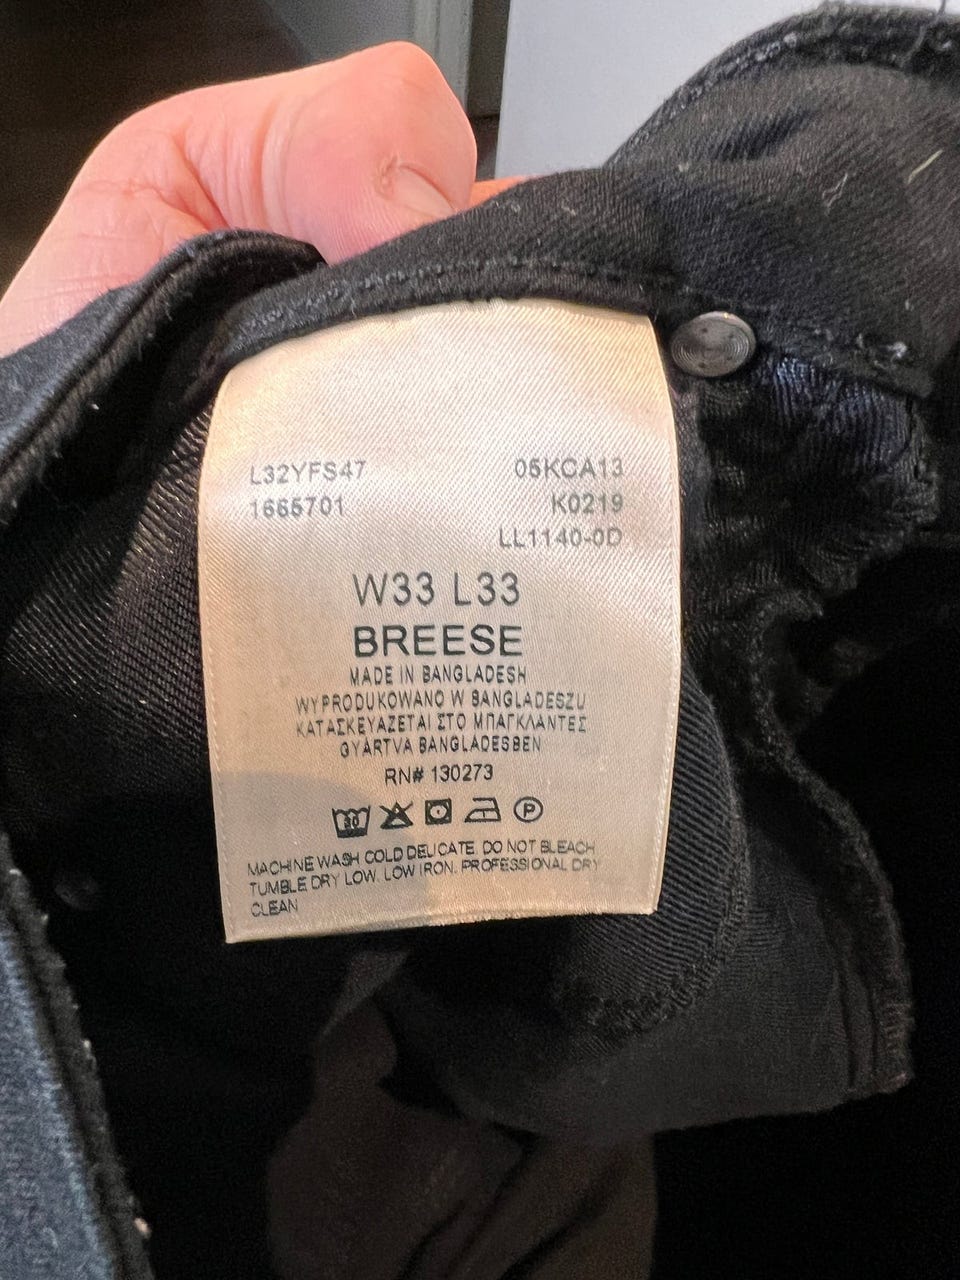 L32YFS47
1665701
05KCA13
K0219
LL1140-0D
W33 L33
BREESE
MADE IN BANGLADESH
WYPRODUKOWANO W BANGLADESZU
ΚΑΤΑΣΚΕΥΑΖΕΤΑΙ ΣΤΟ ΜΠΑΓΚΛΑΝΤΕΣ
GYÁRTVA BANGLADESBEN
RN# 130273
30
P
MACHINE WASH COLD DELICATE. DO NOT BLEACH.
TUMBLE DRY LOW. LOW IRON. PROFESSIONAL DRY
CLEAN